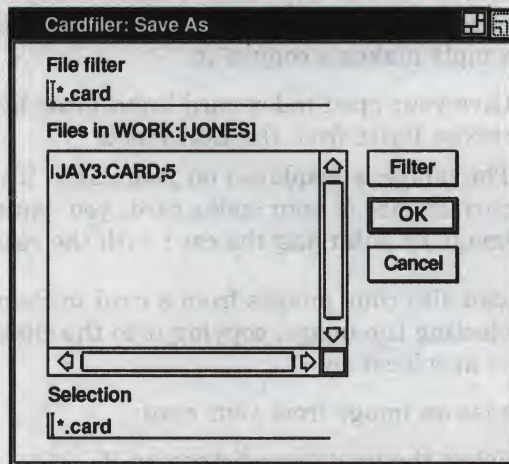 Cardfiler: Save As
File filter
*.card
Files in WORK:[JONES]
JAY3.CARD;5
Filter
OK
Cancel
Selection
*.card